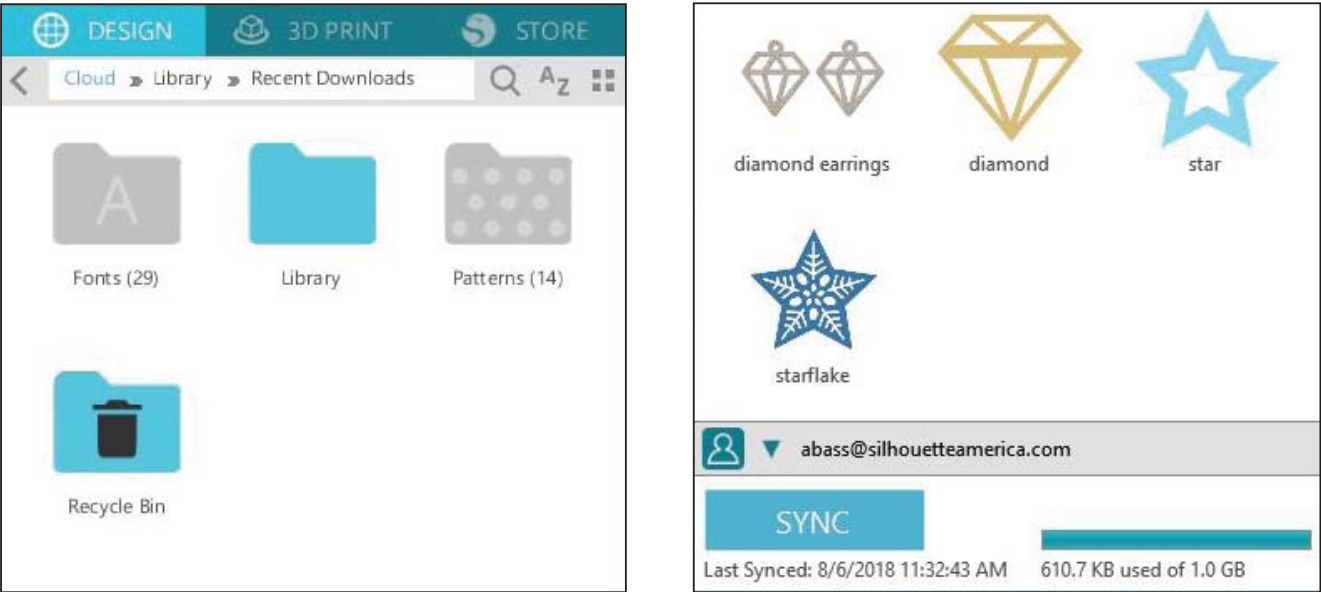 DESIGN 3D PRINT STORE
Cloud » Library » Recent Downloads AZ
A
Fonts (29) Library Patterns (14)
Recycle Bin
diamond earrings diamond star
starflake
abass@silhouetteamerica.com
SYNC
Last Synced: 8/6/2018 11:32:43 AM 610.7 KB used of 1.0 GB